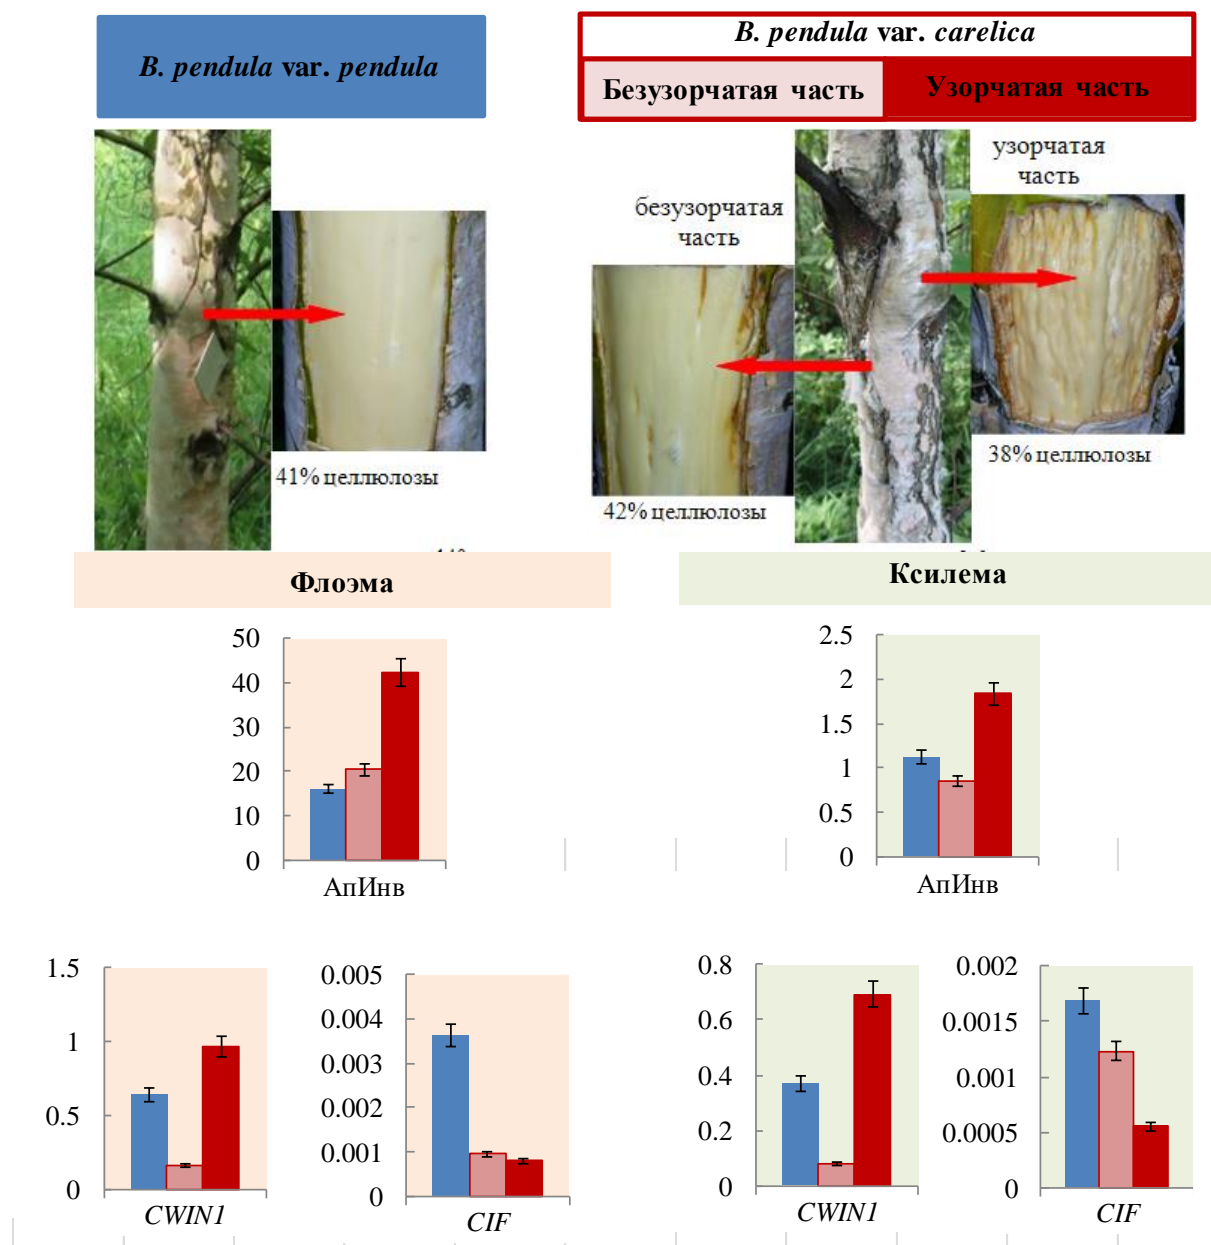 B. pendula var. pendula
B. pendula var. carelica
Безузорчатая часть
Узорчатая часть
узорчатая
часть
безузорчатая
часть
41% целлюлозы
38% целлюлозы
42% целлюлозы
Флоэма
Ксилема
50
40
30
20
10
0
АпИнв
2.5
2
1.5
1
0.5
0
АпИнв
1.5
1
0.5
0
CWIN1
0.005
0.004
0.003
0.002
0.001
0
CIF
0.8
0.6
0.4
0.2
0
CWIN1
0.002
0.0015
0.001
0.0005
0
CIF